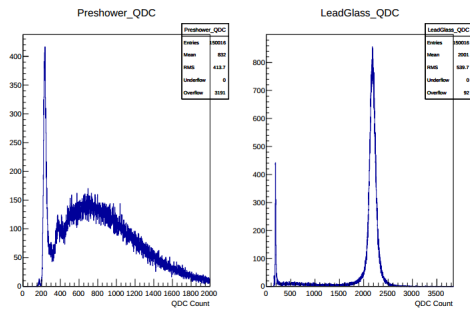 Preshower_QDC
Preshower_QDC
Entries 150016
Mean 832
RMS 413.7
Underflow 0
Overflow 3191
400
350
300
250
200
150
100
50
0
0 200 400 600 800 1000 1200 1400 1600 1800 2000
QDC Count
LeadGlass_QDC
LeadGlass_QDC
Entries 150016
Mean 2001
RMS 539.7
Underflow 0
Overflow 92
800
700
600
500
400
300
200
100
0
0 500 1000 1500 2000 2500 3000 3500
QDC Count